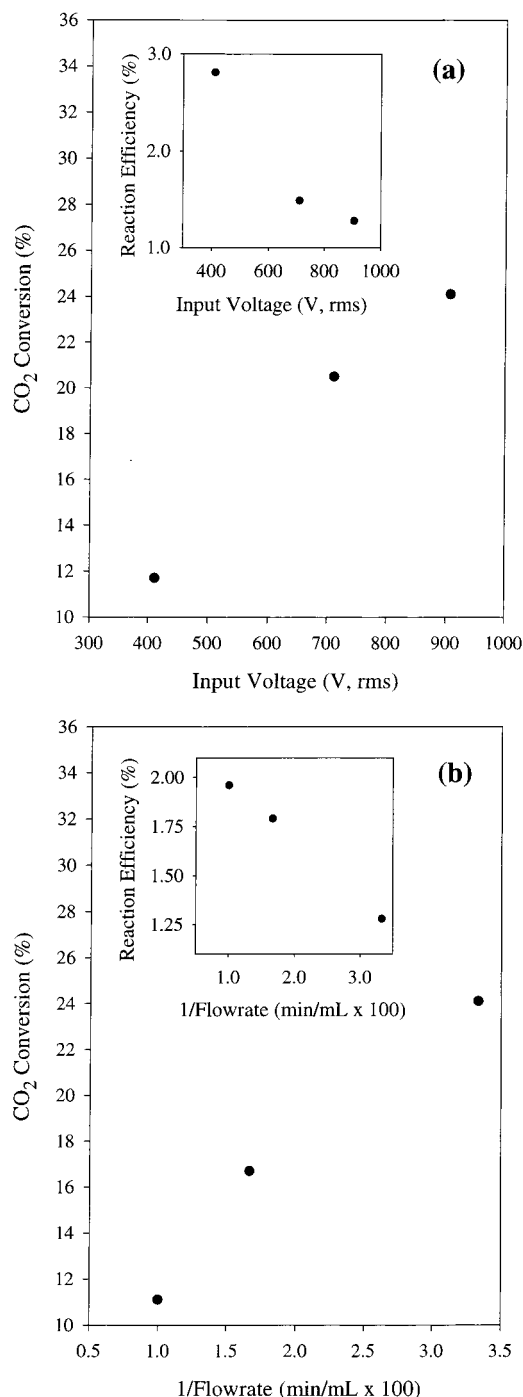 36
34
32
30
28
26
24
22
20
18
16
14
12
10
CO2 Conversion (%)
(a)
3.0
2.0
1.0
Reaction Efficiency (%)
400 600 800 1000
Input Voltage (V, rms)
300 400 500 600 700 800 900 1000
Input Voltage (V, rms)
36
34
32
30
28
26
24
22
20
18
16
14
12
10
CO2 Conversion (%)
(b)
2.00
1.75
1.50
1.25
Reaction Efficiency (%)
1.0 2.0 3.0
1/Flowrate (min/mL x 100)
0.5 1.0 1.5 2.0 2.5 3.0 3.5
1/Flowrate (min/mL x 100)